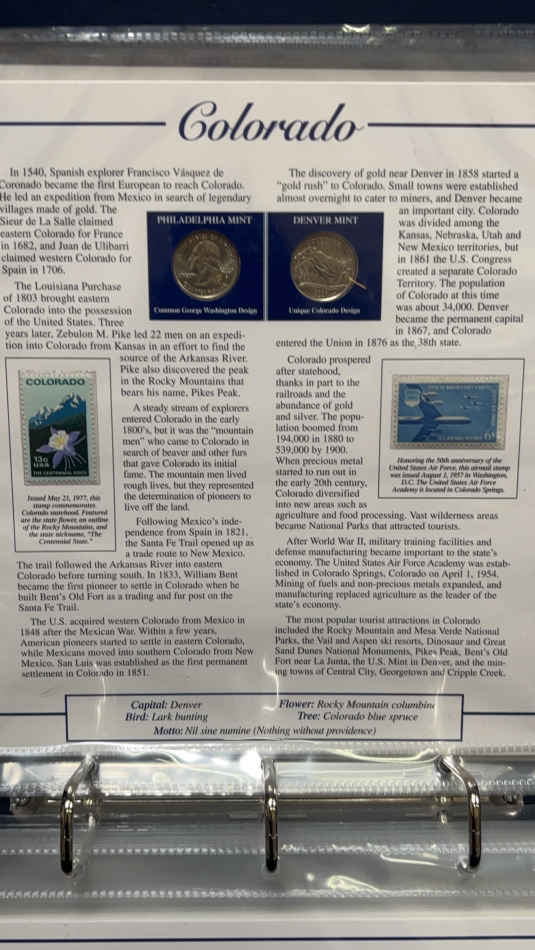 Colorado
In 1540, Spanish explorer Francisco Vásquez de
Coronado became the first European to reach Colorado.
He led an expedition from Mexico in search of legendary
villages made of gold. The
Sieur de La Salle claimed
eastern Colorado for France
in 1682, and Juan de Ulibarri
claimed western Colorado for
Spain in 1706.
The Louisiana Purchase
of 1803 brought eastern
Colorado into the possession
of the United States. Three
years later, Zebulon M. Pike led 22 men on an expedi-
tion into Colorado from Kansas in an effort to find the
source of the Arkansas River.
Pike also discovered the peak
in the Rocky Mountains that
bears his name, Pikes Peak.
A steady stream of explorers
entered Colorado in the early
1800's, but it was the "mountain
men" who came to Colorado in
search of beaver and other furs
that gave Colorado its initial
fame. The mountain men lived
rough lives, but they represented
the determination of pioneers to
live off the land.
Following Mexico's inde-
pendence from Spain in 1821,
the Santa Fe Trail opened up as
a trade route to New Mexico.
The trail followed the Arkansas River into eastern
Colorado before turning south. In 1833, William Bent
became the first pioneer to settle in Colorado when he
built Bent's Old Fort as a trading and fur post on the
Santa Fe Trail.
The U.S. acquired western Colorado from Mexico in
1848 after the Mexican War. Within a few years,
American pioneers started to settle in eastern Colorado,
while Mexicans moved into southern Colorado from New
Mexico. San Luis was established as the first permanent
settlement in Colorado in 1851.
PHILADELPHIA MINT
Common George Washington Design
DENVER MINT
Unique Colorado Design
COLORADO
13c
USA
THE CENTENNIAL STATE
Issued May 21, 1977, this
stamp commemorates
Colorado statehood. Featured
are the state flower, an outline
of the Rocky Mountains, and
the state nickname, "The
Centennial State."
The discovery of gold near Denver in 1858 started a
"gold rush" to Colorado. Small towns were established
almost overnight to cater to miners, and Denver became
an important city. Colorado
was divided among the
Kansas, Nebraska, Utah and
New Mexico territories, but
in 1861 the U.S. Congress
created a separate Colorado
Territory. The population
of Colorado at this time
was about 34,000. Denver
became the permanent capital
in 1867, and Colorado
entered the Union in 1876 as the 38th state.
Colorado prospered
after statehood,
thanks in part to the
railroads and the
abundance of gold
and silver. The popu-
lation boomed from
194,000 in 1880 to
539,000 by 1900.
When precious metal
started to run out in
the early 20th century,
Colorado diversified
into new areas such as
agriculture and food processing. Vast wilderness areas
became National Parks that attracted tourists.
After World War II, military training facilities and
defense manufacturing became important to the state's
economy. The United States Air Force Academy was estab-
lished in Colorado Springs, Colorado on April 1, 1954.
Mining of fuels and non-precious metals expanded, and
manufacturing replaced agriculture as the leader of the
state's economy.
The most popular tourist attractions in Colorado
included the Rocky Mountain and Mesa Verde National
Parks, the Vail and Aspen ski resorts, Dinosaur and Great
Sand Dunes National Monuments, Pikes Peak, Bent's Old
Fort near La Junta, the U.S. Mint in Denver, and the min-
ing towns of Central City, Georgetown and Cripple Creek.
6¢
Honoring the 50th anniversary of the
United States Air Force, this airmail stamp
was issued August 1, 1957 in Washington,
D.C. The United States Air Force
Academy is located in Colorado Springs.
Capital: Denver
Flower: Rocky Mountain columbine
Bird: Lark bunting
Tree: Colorado blue spruce
Motto: Nil sine numine (Nothing without providence)